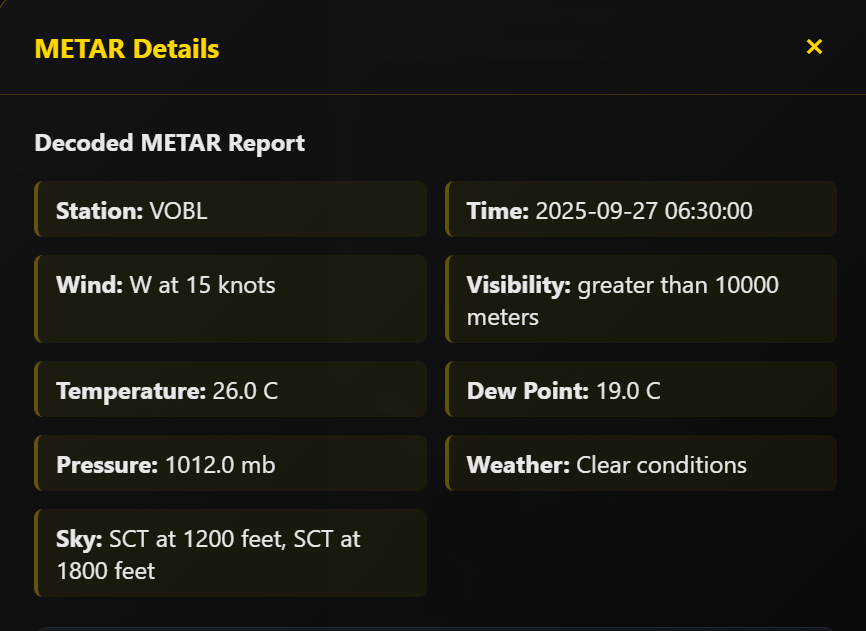 METAR Details
×
Decoded METAR Report
Station: VOBL
Time: 2025-09-27 06:30:00
Wind: W at 15 knots
Visibility: greater than 10000
meters
Temperature: 26.0 C
Dew Point: 19.0 C
Pressure: 1012.0 mb
Weather: Clear conditions
Sky: SCT at 1200 feet, SCT at
1800 feet